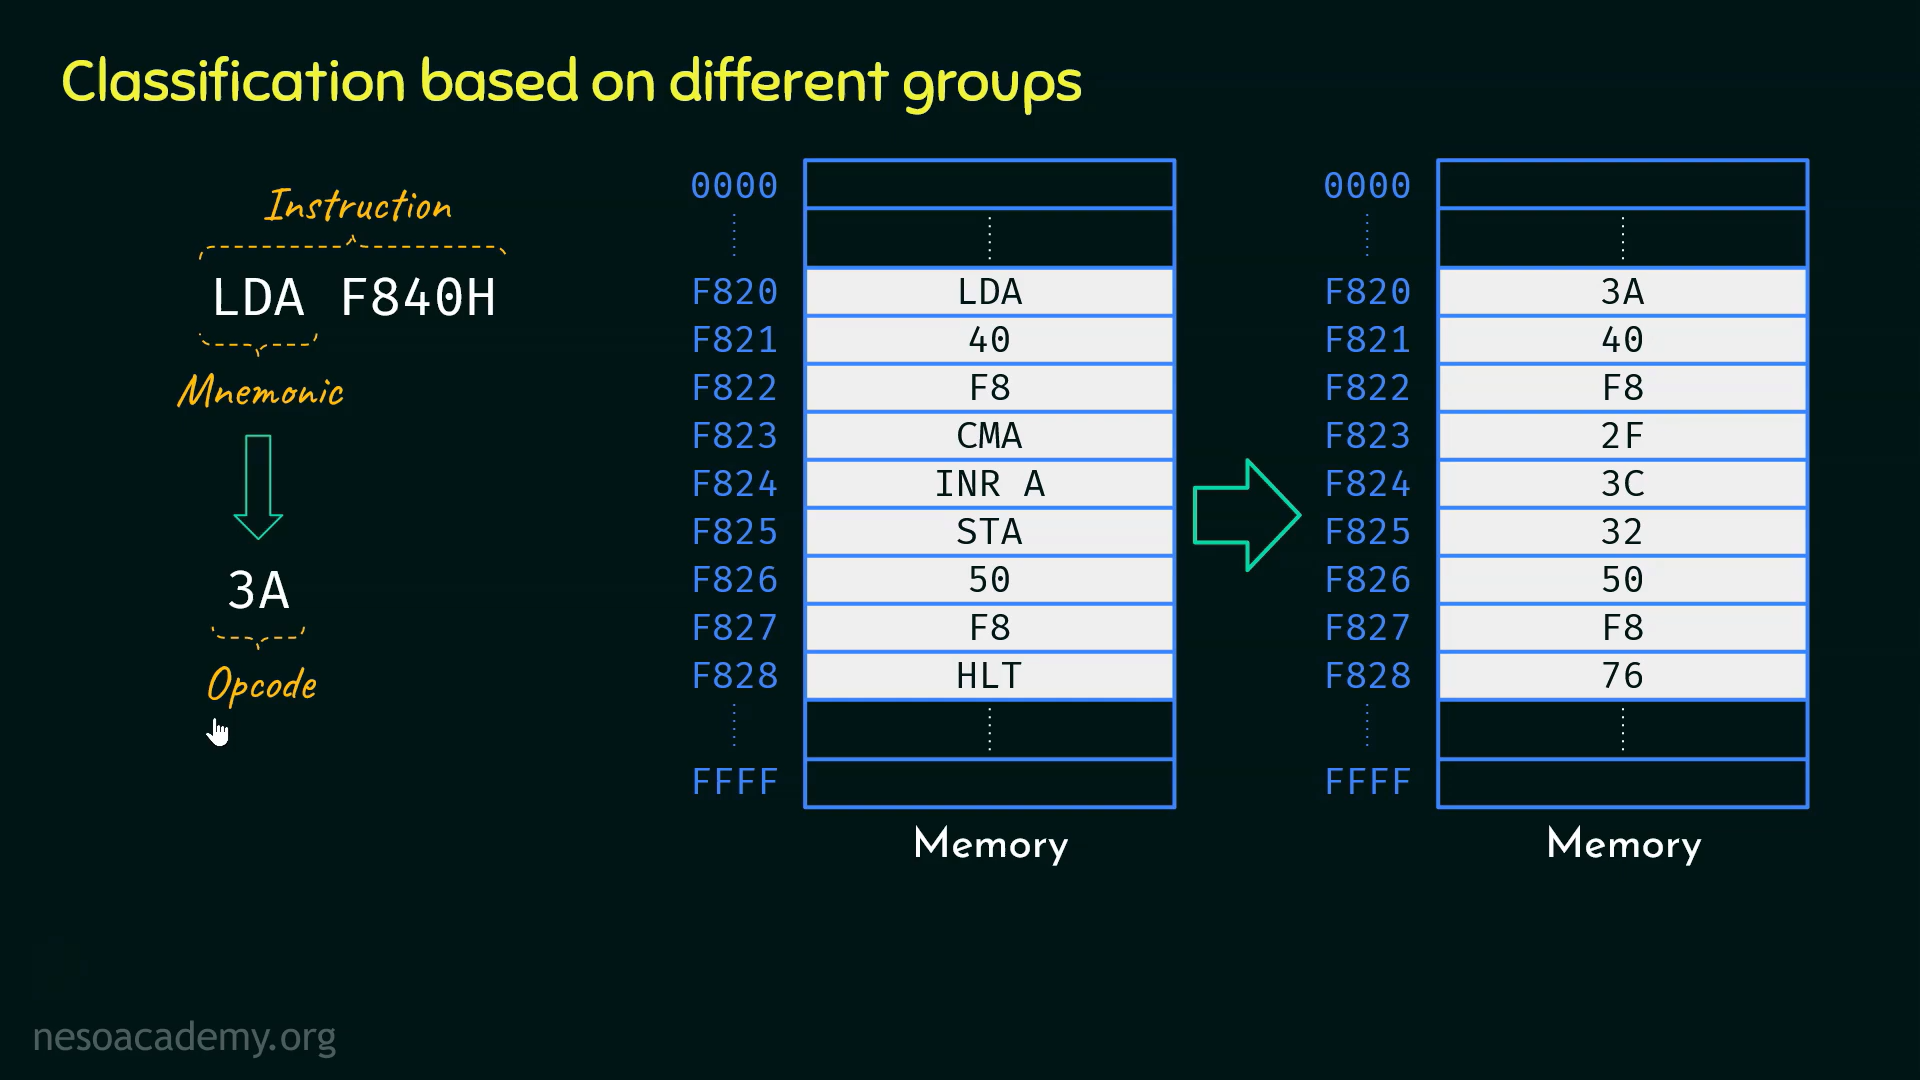 Classification based on different groups
Instruction
LDA F840H
Mnemonic
3A
Opcode
0000
F820 LDA
F821 40
F822 F8
F823 CMA
F824 INR A
F825 STA
F826 50
F827 F8
F828 HLT
FFFF
Memory
0000
F820 3A
F821 40
F822 F8
F823 2F
F824 3C
F825 32
F826 50
F827 F8
F828 76
FFFF
Memory
nesoacademy.org